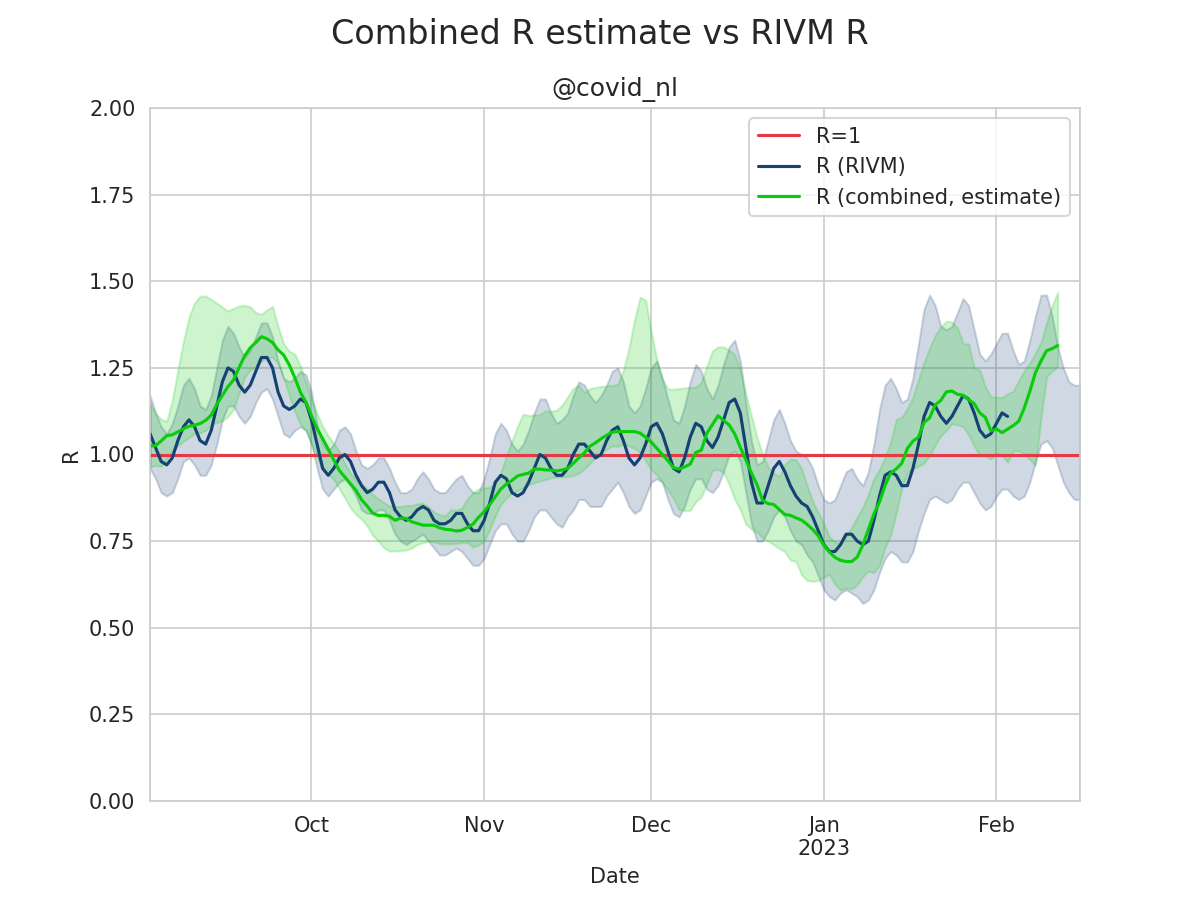 Combined R estimate vs RIVM R
@covid_nl
2.00
1.75
1.50
1.25
1.00
0.75
0.50
0.25
0.00
R
R=1
R (RIVM)
R (combined, estimate)
Oct
Nov
Dec
Jan
2023
Feb
Date